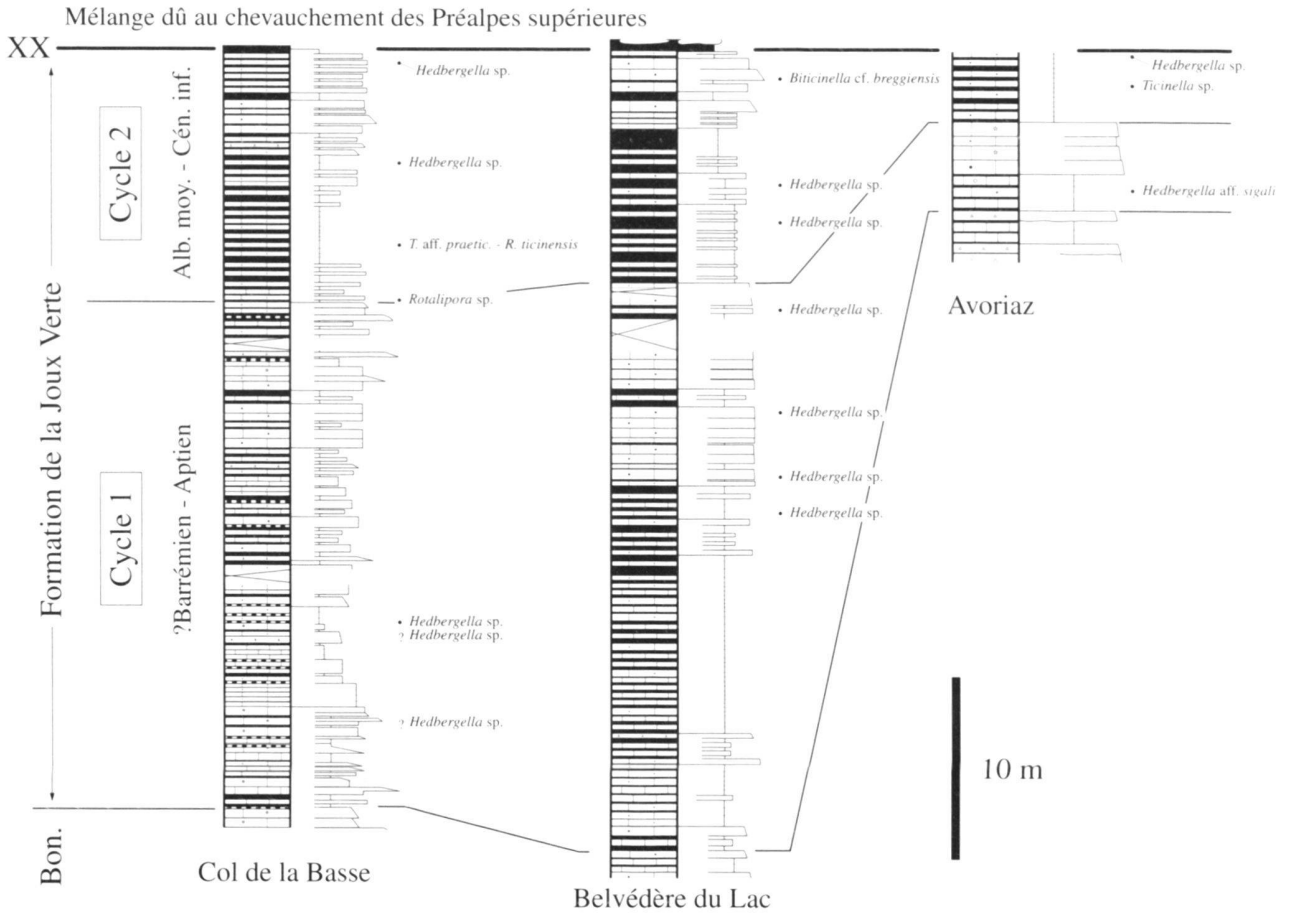 Mélange dû au chevauchement des Préalpes supérieures
XX
Formation de la Joux Verte
Bon.
Cycle 2
Cycle 1
Alb. moy. - Cén. inf.
?Barrémien - Aptien
• Hedbergella sp.
• Hedbergella sp.
• T. aff. praetic. - R. ticinensis
• Rotalipora sp.
• Hedbergella sp.
? Hedbergella sp.
? Hedbergella sp.
Col de la Basse
• Biticinella cf. breggiensis
• Hedbergella sp.
• Hedbergella sp.
• Hedbergella sp.
• Hedbergella sp.
• Hedbergella sp.
• Hedbergella sp.
Belvédère du Lac
• Hedbergella sp.
• Ticinella sp.
• Hedbergella aff. sigali
Avoriaz
10 m